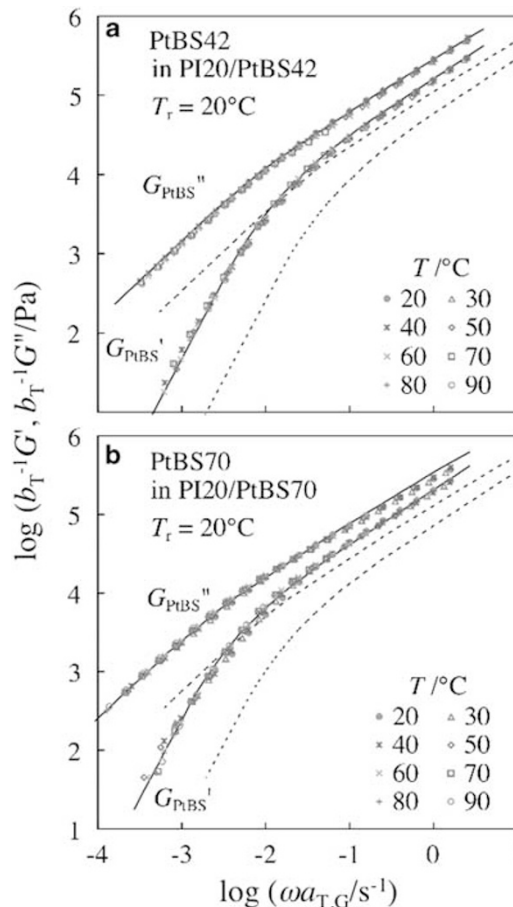 a
PtBS42
in PI20/PtBS42
T_r = 20°C
G_PtBS''
G_PtBS'
T /°C
20 30
40 50
60 70
80 90
6
5
4
3
2
b
PtBS70
in PI20/PtBS70
T_r = 20°C
G_PtBS''
G_PtBS'
T /°C
20 30
40 50
60 70
80 90
6
5
4
3
2
1
-4 -3 -2 -1 0
log (b_T^-1G', b_T^-1G''/Pa)
log (ωa_T,G/s^-1)